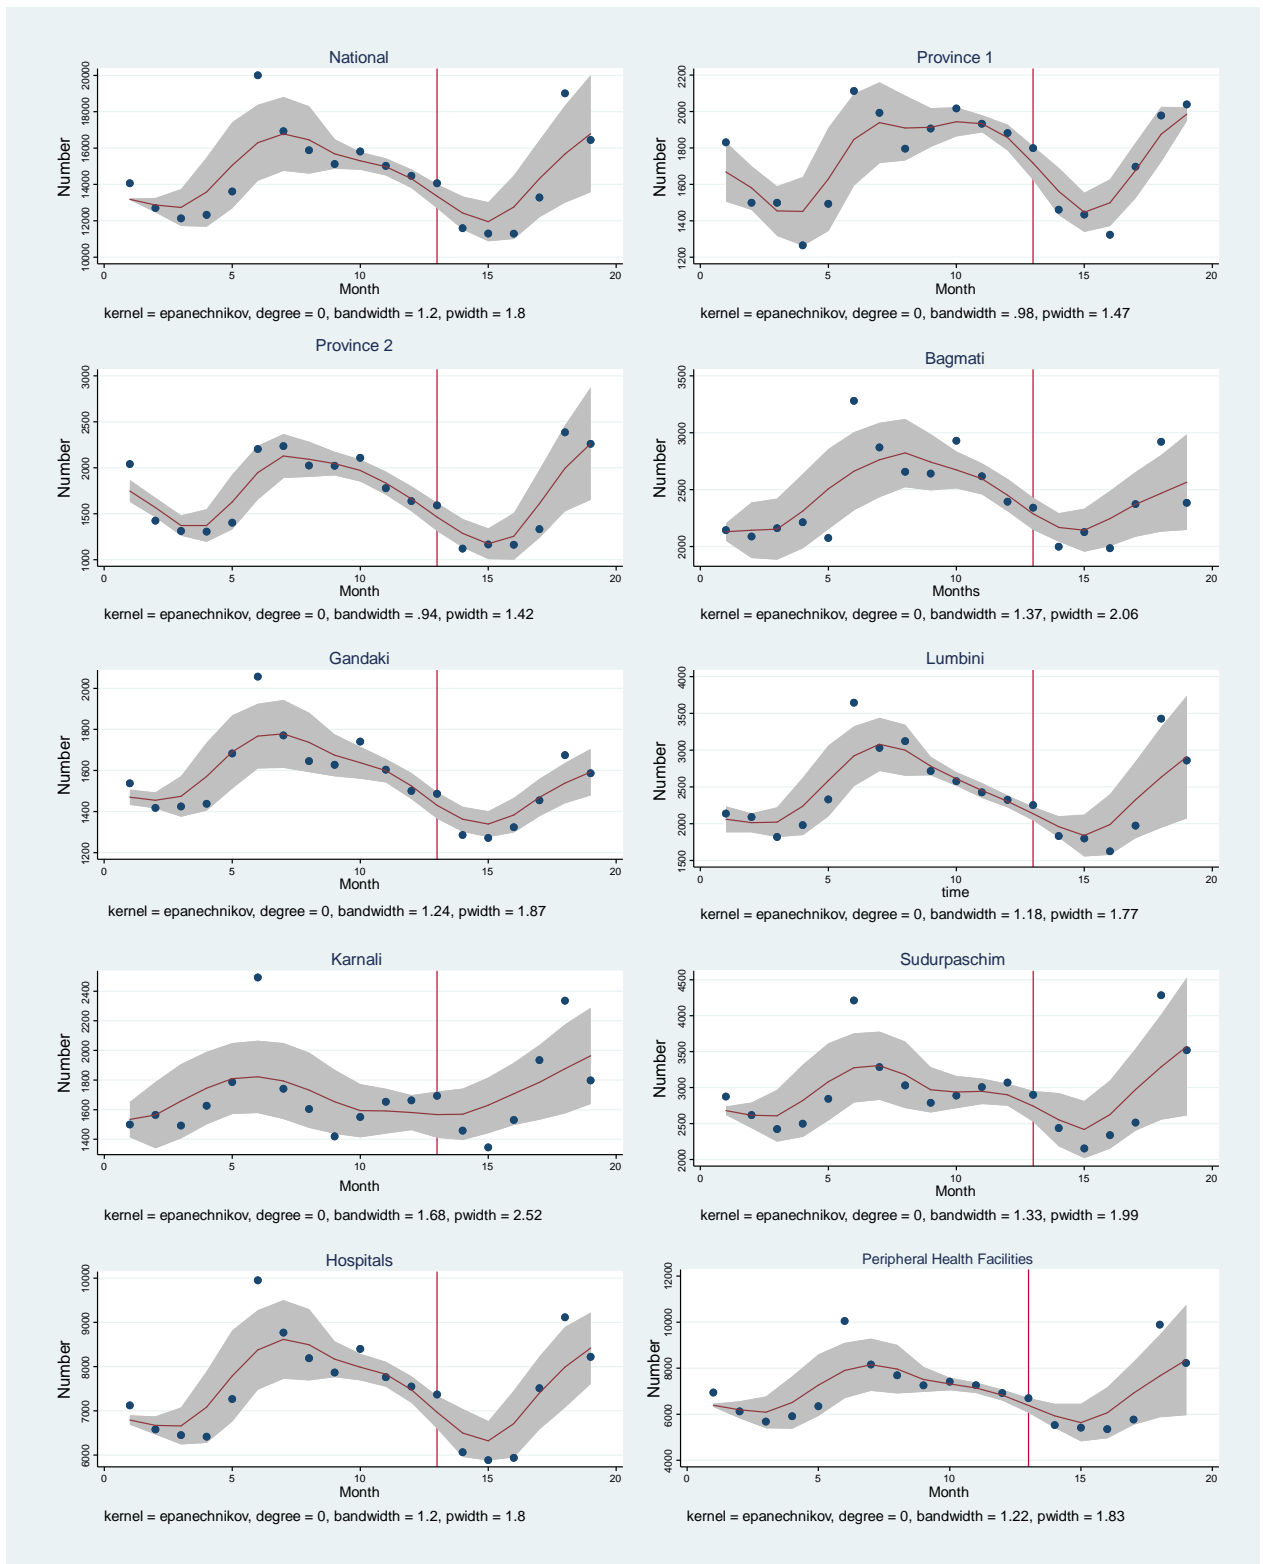 National
Number
10000 12000 14000 16000 18000 20000
0 5 10 15 20
Month
kernel = epanechnikov, degree = 0, bandwidth = 1.2, pwidth = 1.8
Province 1
Number
1200 1400 1600 1800 2000 2200
0 5 10 15 20
Month
kernel = epanechnikov, degree = 0, bandwidth = .98, pwidth = 1.47
Province 2
Number
1000 1500 2000 2500 3000
0 5 10 15 20
Month
kernel = epanechnikov, degree = 0, bandwidth = .94, pwidth = 1.42
Bagmati
Number
2000 2500 3000 3500
0 5 10 15 20
Months
kernel = epanechnikov, degree = 0, bandwidth = 1.37, pwidth = 2.06
Gandaki
Number
1200 1400 1600 1800 2000
0 5 10 15 20
Month
kernel = epanechnikov, degree = 0, bandwidth = 1.24, pwidth = 1.87
Lumbini
Number
1500 2000 2500 3000 3500 4000
0 5 10 15 20
time
kernel = epanechnikov, degree = 0, bandwidth = 1.18, pwidth = 1.77
Karnali
Number
1400 1600 1800 2000 2200 2400
0 5 10 15 20
Month
kernel = epanechnikov, degree = 0, bandwidth = 1.68, pwidth = 2.52
Sudurpaschim
Number
2000 2500 3000 3500 4000 4500
0 5 10 15 20
Month
kernel = epanechnikov, degree = 0, bandwidth = 1.33, pwidth = 1.99
Hospitals
Number
6000 7000 8000 9000 10000
0 5 10 15 20
Month
kernel = epanechnikov, degree = 0, bandwidth = 1.2, pwidth = 1.8
Peripheral Health Facilities
Number
4000 6000 8000 10000 12000
0 5 10 15 20
Month
kernel = epanechnikov, degree = 0, bandwidth = 1.22, pwidth = 1.83